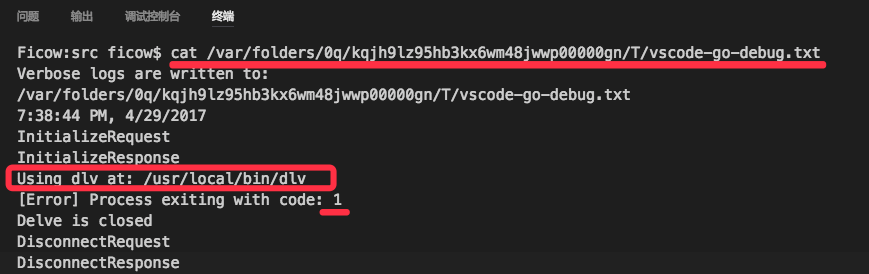 问题 输出 调试控制台 终端
Ficow:src ficow$ cat /var/folders/0q/kqjh9lz95hb3kx6wm48jwwp00000gn/T/vscode-go-debug.txt
Verbose logs are written to:
/var/folders/0q/kqjh9lz95hb3kx6wm48jwwp00000gn/T/vscode-go-debug.txt
7:38:44 PM, 4/29/2017
InitializeRequest
InitializeResponse
Using dlv at: /usr/local/bin/dlv
[Error] Process exiting with code: 1
Delve is closed
DisconnectRequest
DisconnectResponse